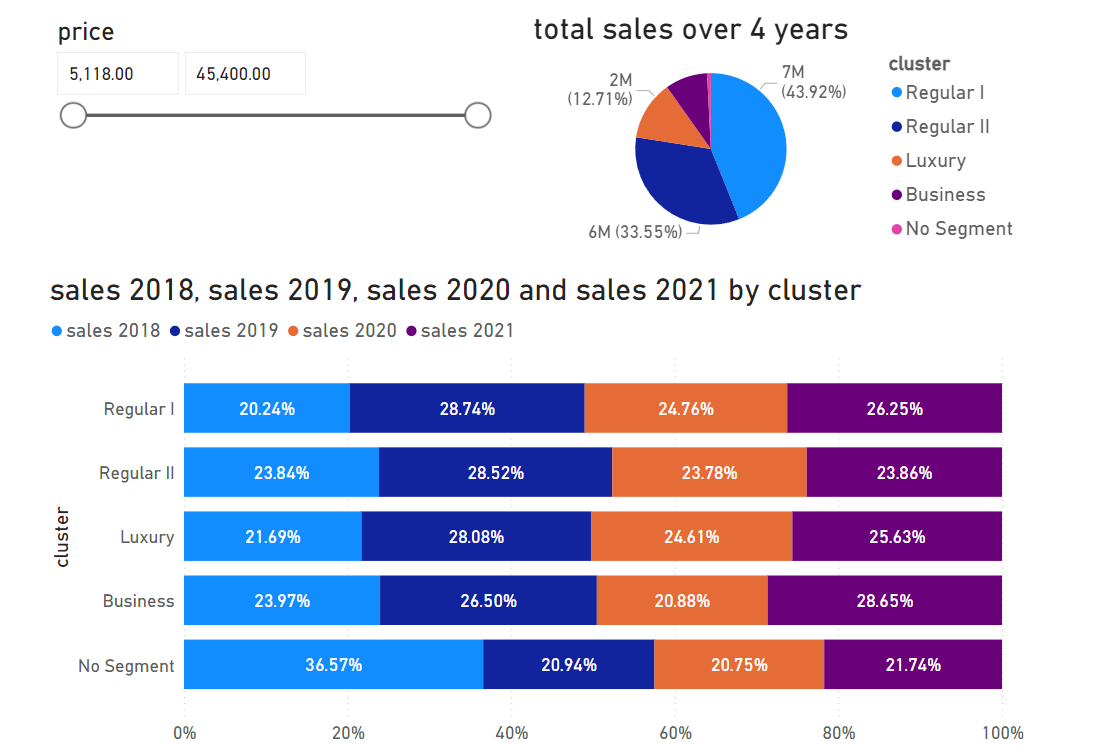 price
5,118.00 45,400.00
total sales over 4 years
7M
(43.92%)
2M
(12.71%)
6M (33.55%)
cluster
Regular I
Regular II
Luxury
Business
No Segment
sales 2018, sales 2019, sales 2020 and sales 2021 by cluster
sales 2018 sales 2019 sales 2020 sales 2021
cluster
Regular I 20.24% 28.74% 24.76% 26.25%
Regular II 23.84% 28.52% 23.78% 23.86%
Luxury 21.69% 28.08% 24.61% 25.63%
Business 23.97% 26.50% 20.88% 28.65%
No Segment 36.57% 20.94% 20.75% 21.74%
0% 20% 40% 60% 80% 100%